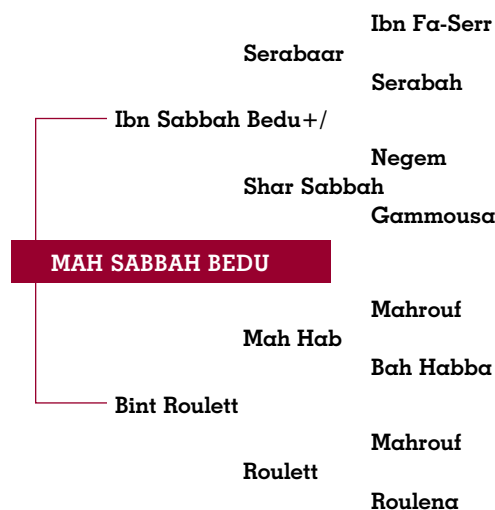 Ibn Fa-Serr
Serabaar
Serabah
Ibn Sabbah Bedu+/
Negem
Shar Sabbah
Gammousa
MAH SABBAH BEDU
Mahrouf
Mah Hab
Bah Habba
Bint Roulett
Mahrouf
Roulett
Roulena